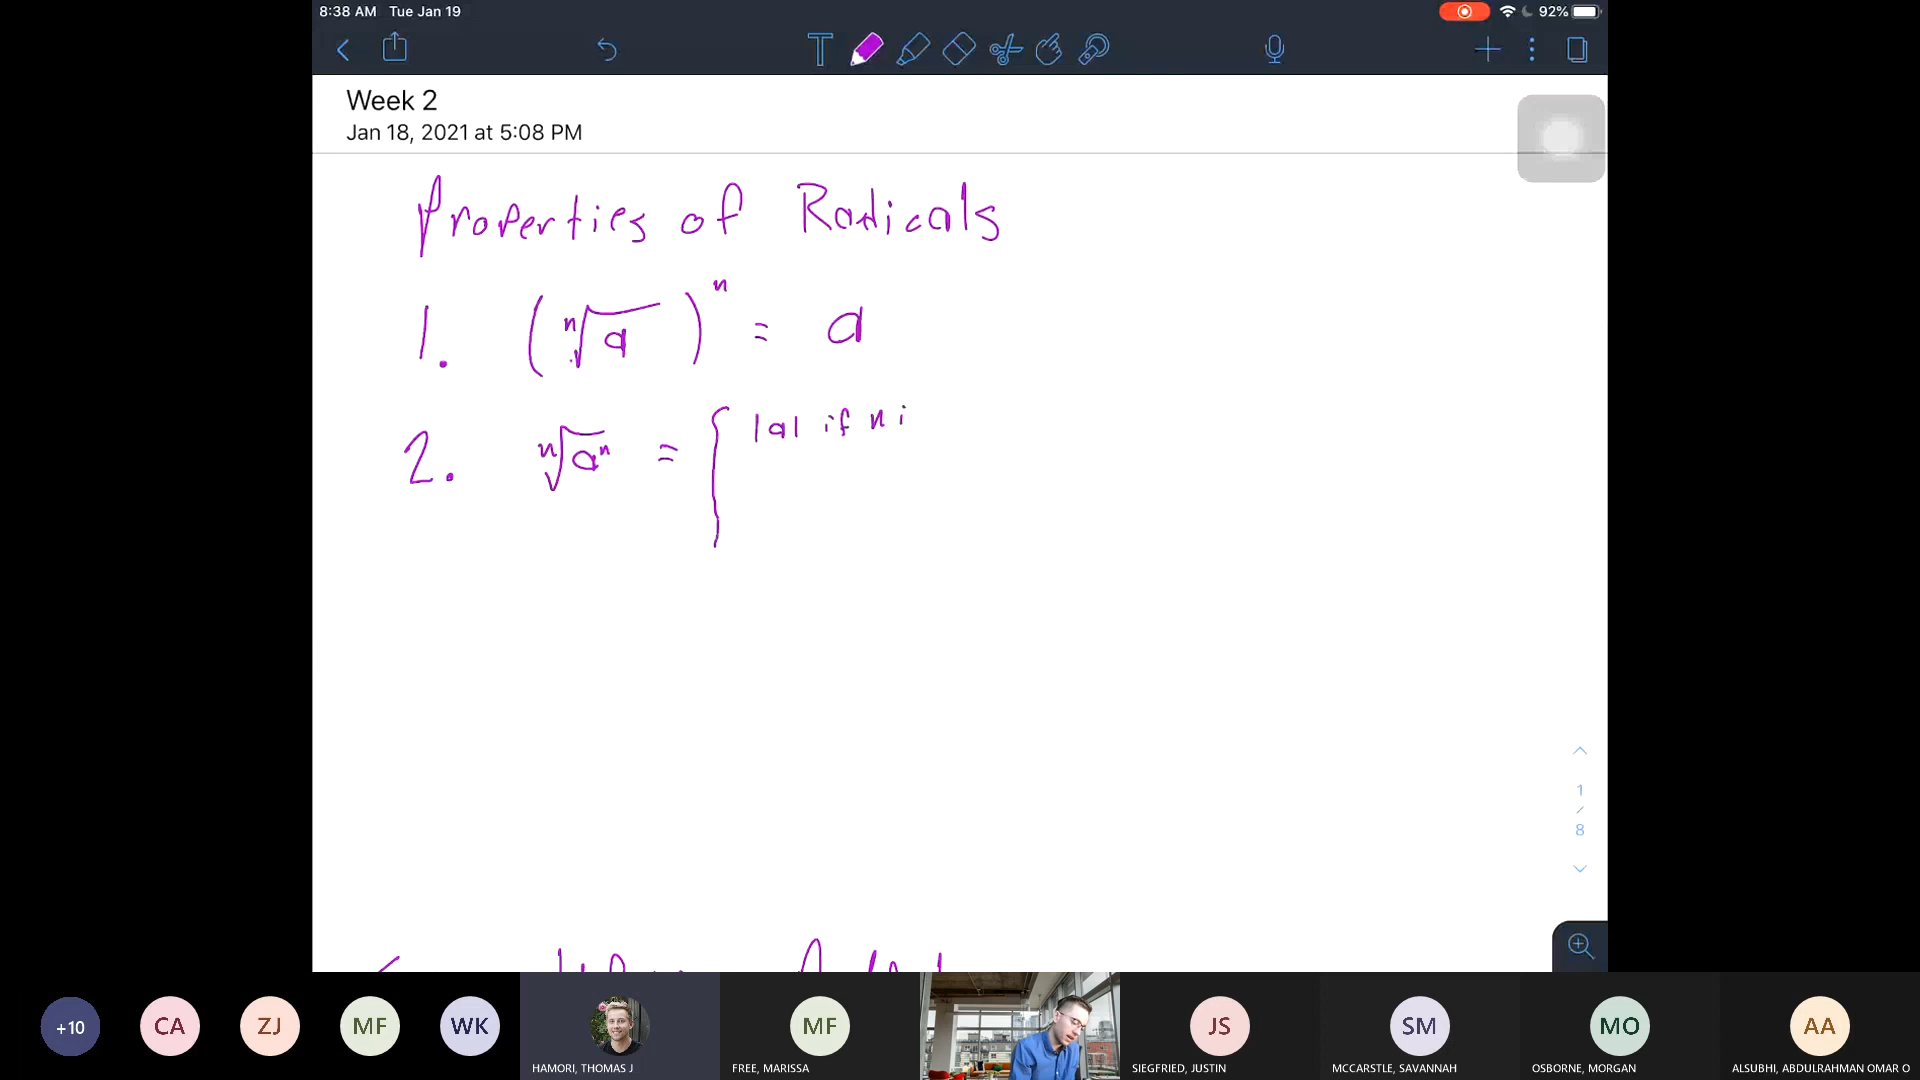 8:38 AM Tue Jan 19
92%
T
Week 2
Jan 18, 2021 at 5:08 PM
Properties of Radicals
1. (ⁿ√a)ⁿ = a
2. ⁿ√aⁿ = { |a| if n i
1
/
8
+10
CA
ZJ
MF
WK
MF
JS
SM
MO
AA
HAMORI, THOMAS J
FREE, MARISSA
SIEGFRIED, JUSTIN
MCCARSTLE, SAVANNAH
OSBORNE, MORGAN
ALSUBHI, ABDULRAHMAN OMAR O